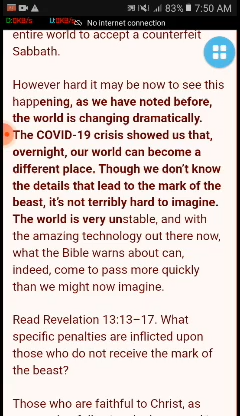 83% 7:50 AM
No internet connection
entire world to accept a counterfeit
Sabbath.
However hard it may be now to see this
happening, as we have noted before,
the world is changing dramatically.
The COVID-19 crisis showed us that,
overnight, our world can become a
different place. Though we don't know
the details that lead to the mark of the
beast, it's not terribly hard to imagine.
The world is very unstable, and with
the amazing technology out there now,
what the Bible warns about can,
indeed, come to pass more quickly
than we might now imagine.
Read Revelation 13:13–17. What
specific penalties are inflicted upon
those who do not receive the mark of
the beast?
Those who are faithful to Christ, as